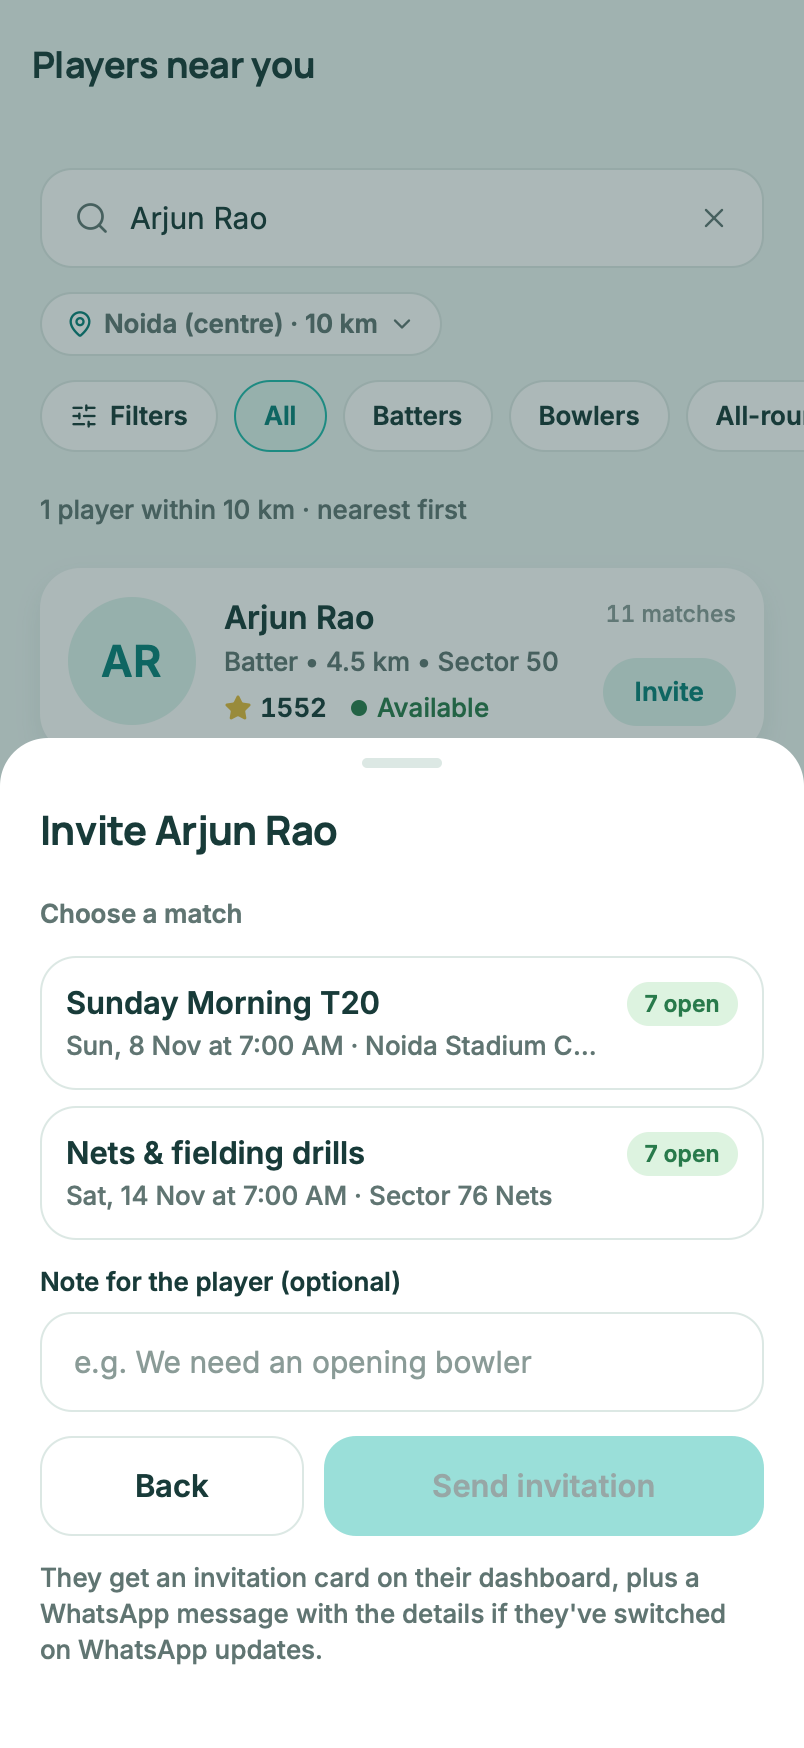 Players near you
Arjun Rao
Noida (centre) · 10 km
Filters
All
Batters
Bowlers
All-rou
1 player within 10 km · nearest first
AR
Arjun Rao
11 matches
Batter • 4.5 km • Sector 50
1552
Available
Invite
Invite Arjun Rao
Choose a match
Sunday Morning T20
7 open
Sun, 8 Nov at 7:00 AM · Noida Stadium C...
Nets & fielding drills
7 open
Sat, 14 Nov at 7:00 AM · Sector 76 Nets
Note for the player (optional)
e.g. We need an opening bowler
Back
Send invitation
They get an invitation card on their dashboard, plus a
WhatsApp message with the details if they've switched
on WhatsApp updates.